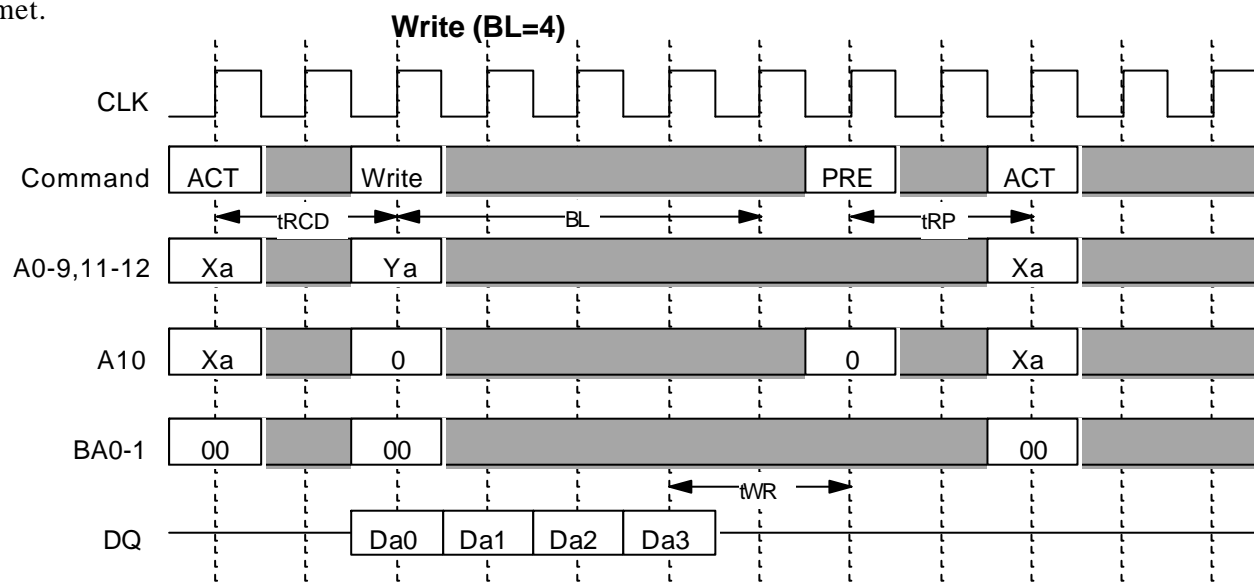 met.
Write (BL=4)
CLK
Command ACT Write PRE ACT
tRCD BL tRP
A0-9,11-12 Xa Ya Xa
A10 Xa 0 0 Xa
BA0-1 00 00 00
tWR
DQ Da0 Da1 Da2 Da3